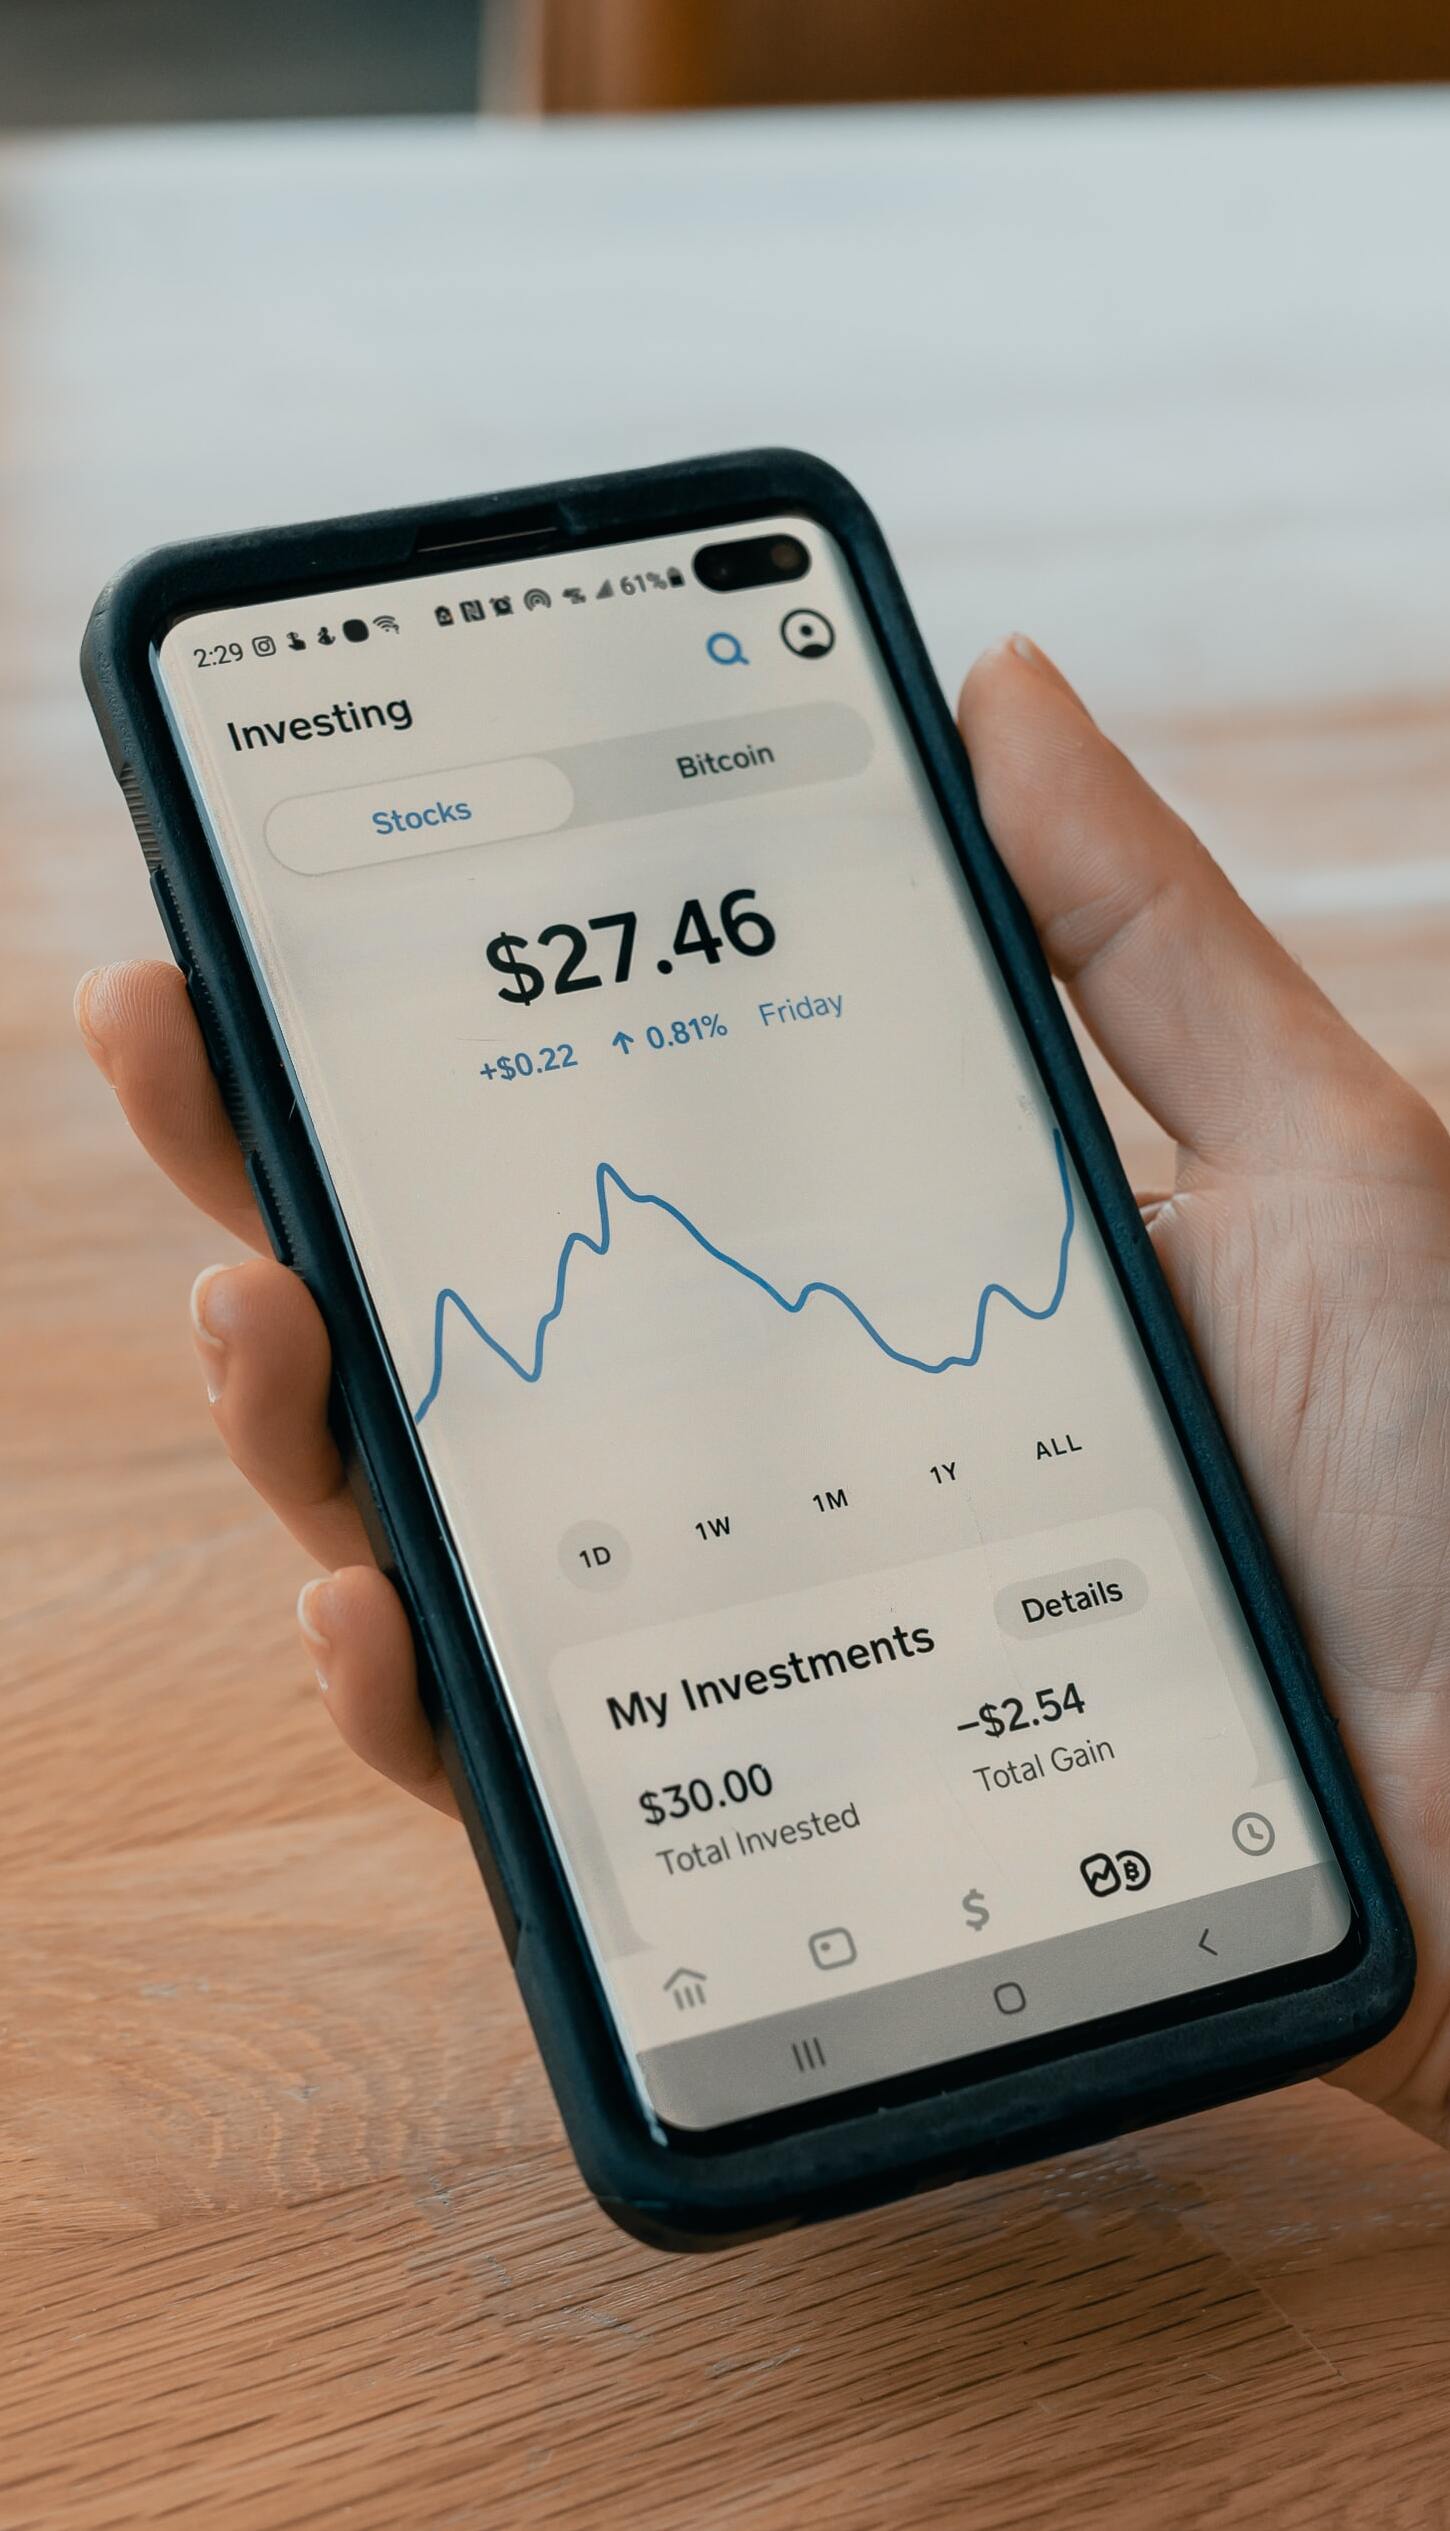 2:29 61%
Investing
Stocks Bitcoin
$27.46
+$0.22 ↑ 0.81% Friday
1D 1W 1M 1Y ALL
My Investments Details
$30.00 –$2.54
Total Invested Total Gain